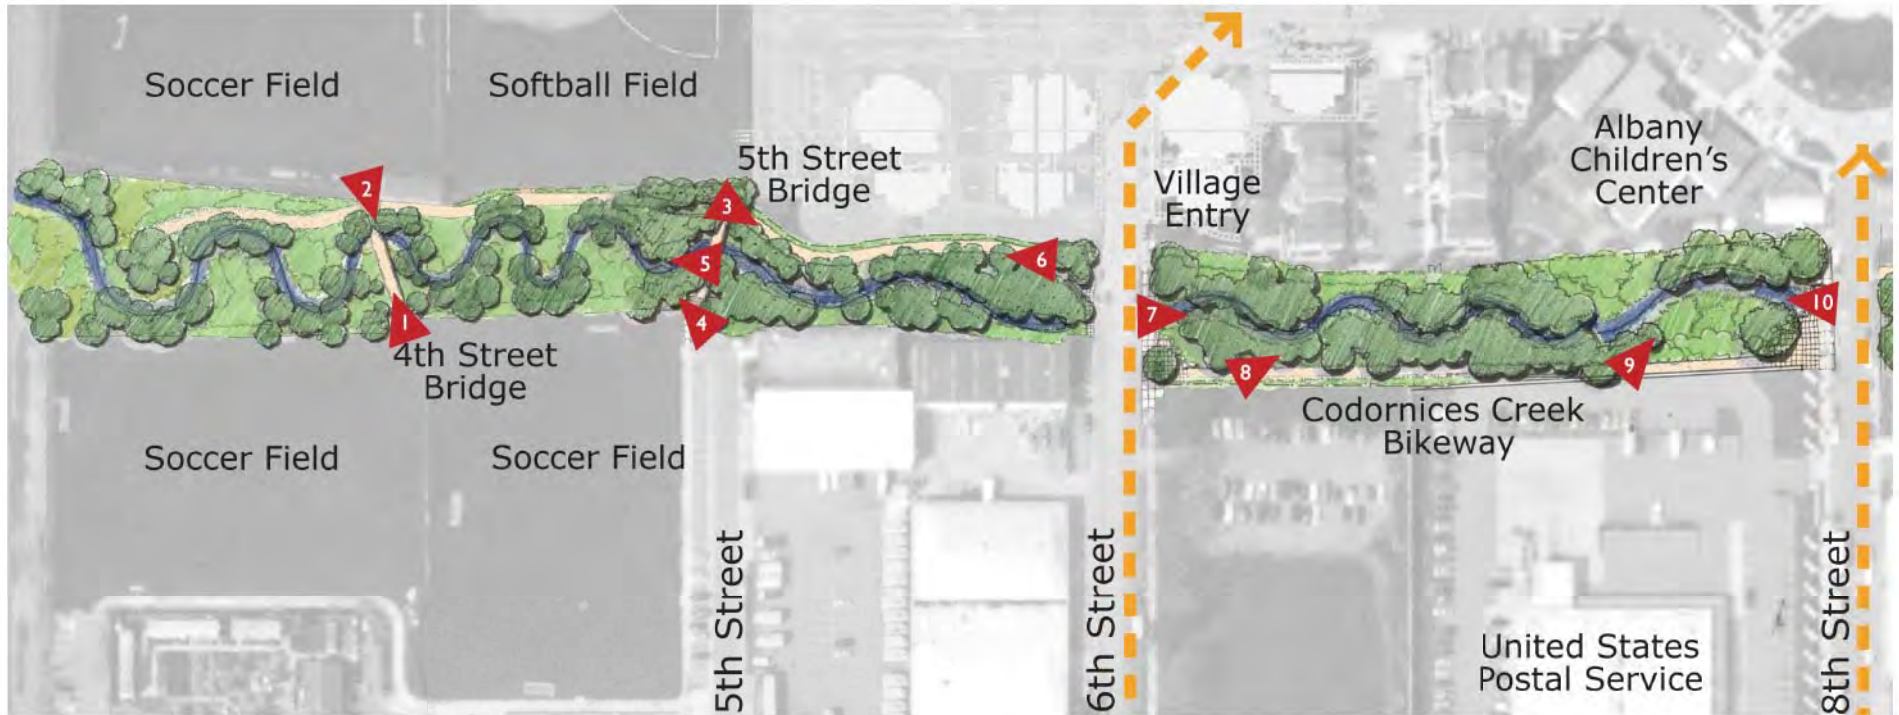 Soccer Field
Softball Field
5th Street
Bridge
Village
Entry
Albany
Children's
Center
2
3
5
6
1
4
7
8
9
10
4th Street
Bridge
Codornices Creek
Bikeway
Soccer Field
Soccer Field
5th Street
6th Street
United States
Postal Service
8th Street